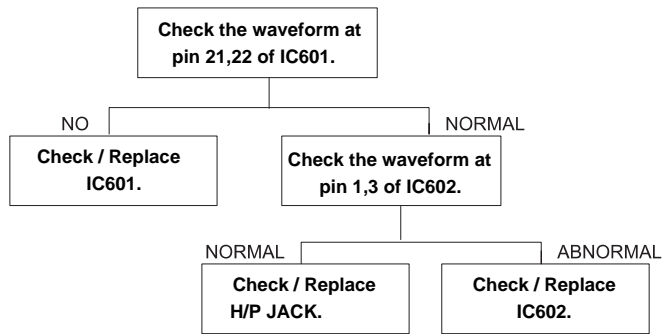 Check the waveform at
pin 21,22 of IC601.
NO
NORMAL
Check / Replace
IC601.
Check the waveform at
pin 1,3 of IC602.
NORMAL
ABNORMAL
Check / Replace
H/P JACK.
Check / Replace
IC602.